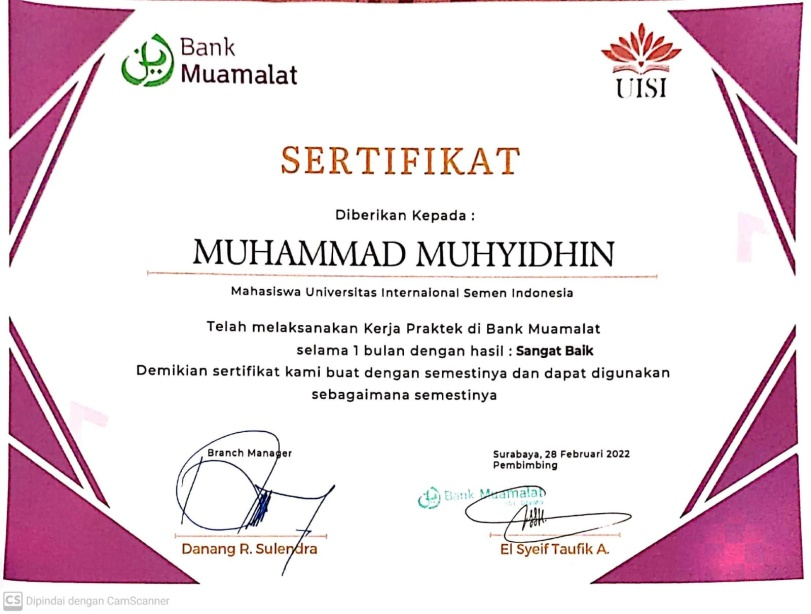 Bank
Muamalat
UISI
SERTIFIKAT
Diberikan Kepada :
MUHAMMAD MUHYIDHIN
Mahasiswa Universitas Internaional Semen Indonesia
Telah melaksanakan Kerja Praktek di Bank Muamalat
selama 1 bulan dengan hasil : Sangat Baik
Demikian sertifikat kami buat dengan semestinya dan dapat digunakan
sebagaimana semestinya
Branch Manager
Surabaya, 28 Februari 2022
Pembimbing
Bank Muamalat
Danang R. Sulendra
El Syeif Taufik A.
CS Dipindai dengan CamScanner